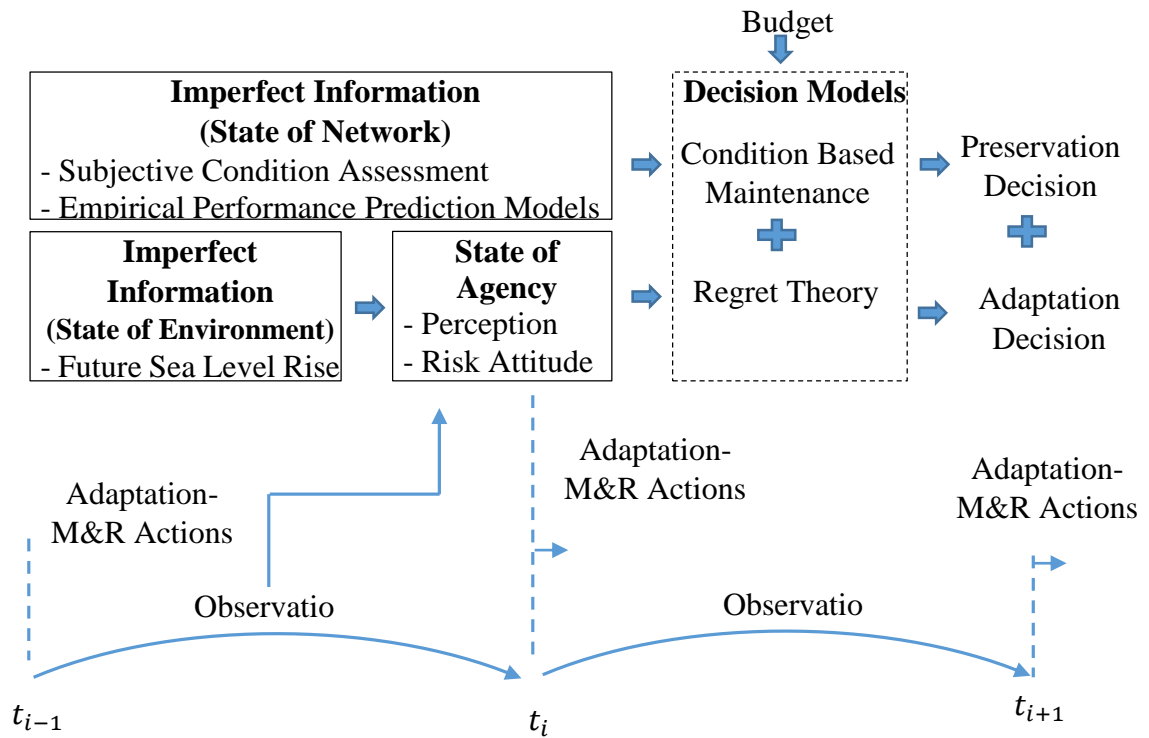 Budget
Imperfect Information
(State of Network)
- Subjective Condition Assessment
- Empirical Performance Prediction Models
Imperfect
Information
(State of Environment)
- Future Sea Level Rise
State of
Agency
- Perception
- Risk Attitude
Decision Models
Condition Based
Maintenance
Regret Theory
Preservation
Decision
Adaptation
Decision
Adaptation-
M&R Actions
Adaptation-
M&R Actions
Adaptation-
M&R Actions
Observatio
Observatio
t_{i−1}
t_i
t_{i+1}